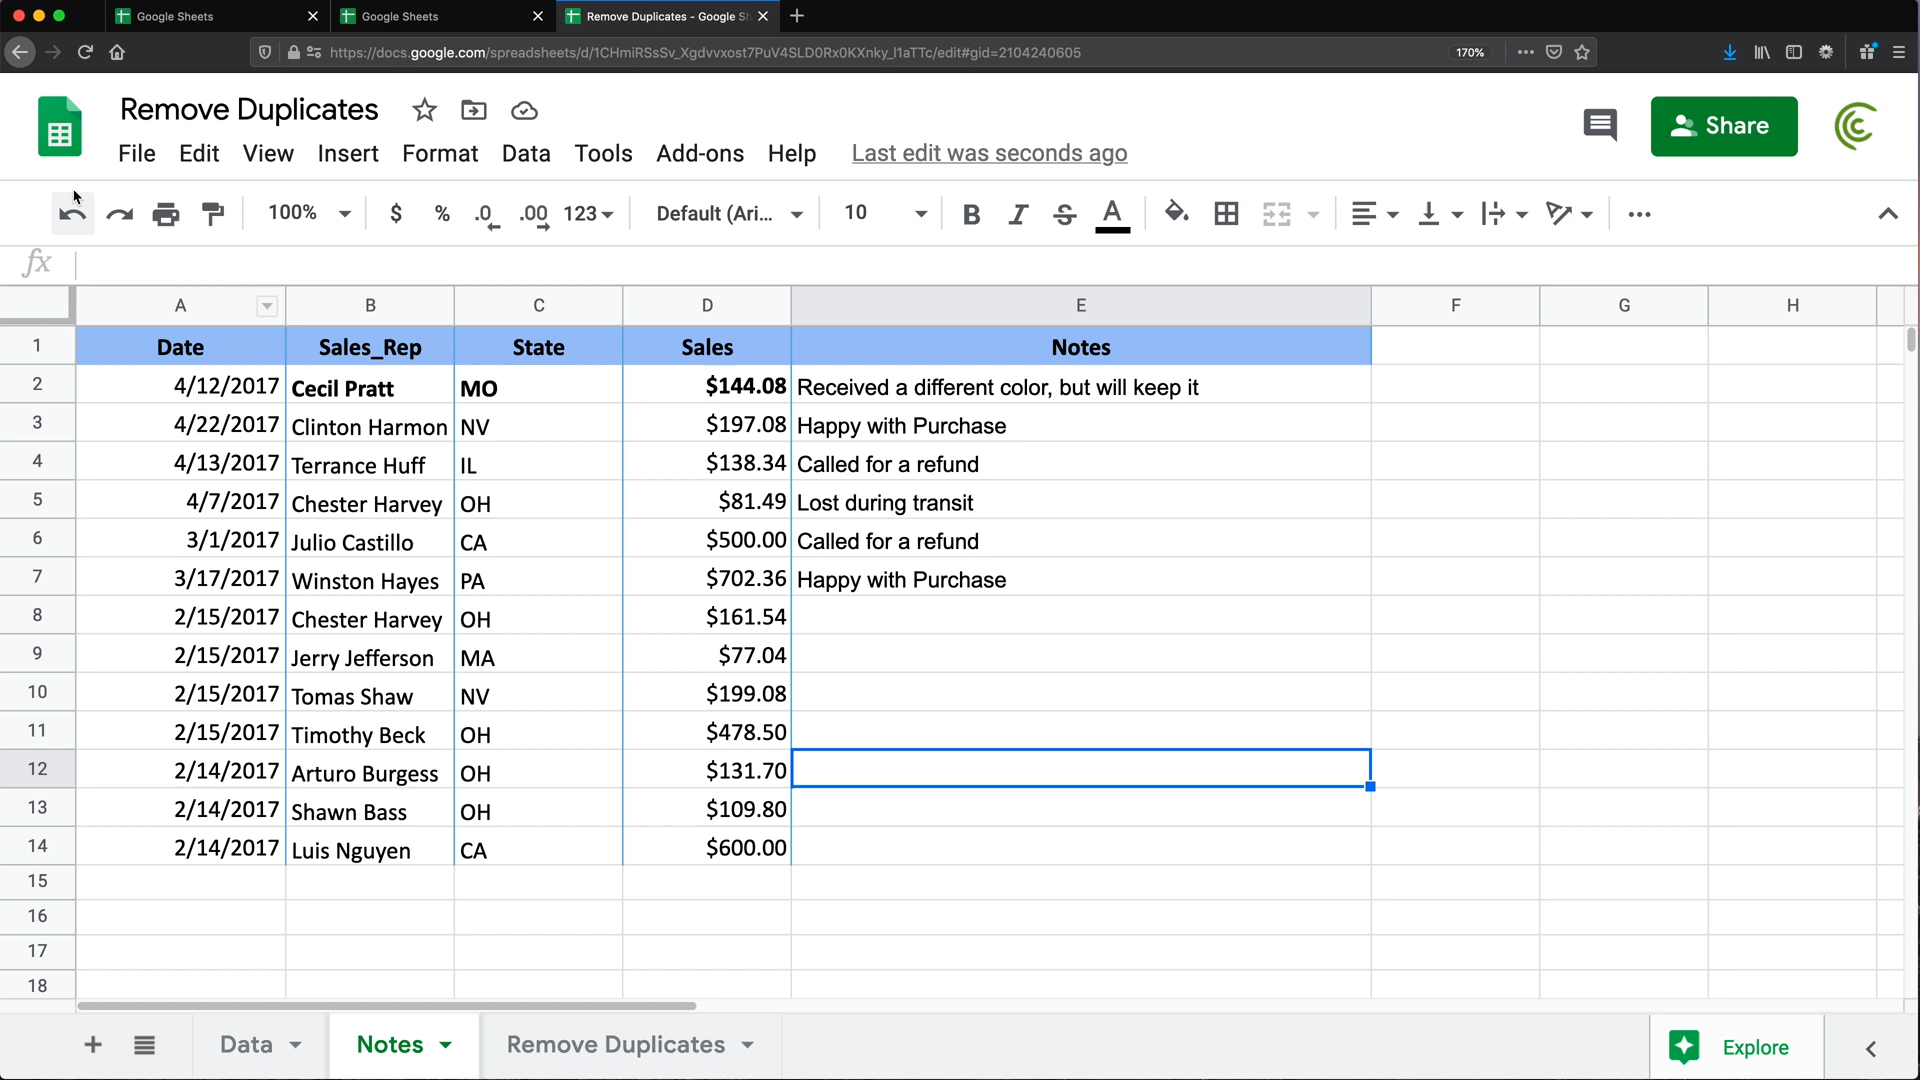 Google Sheets
Google Sheets
Remove Duplicates - Google Sh
https://docs.google.com/spreadsheets/d/1CHmiRSsSv_Xgdvvxost7PuV4SLD0Rx0KXnky_l1aTTc/edit#gid=2104240605
170%
Remove Duplicates
Share
File Edit View Insert Format Data Tools Add-ons Help Last edit was seconds ago
100% $ % .0 .00 123 Default (Ari... 10 B I S A
fx
A B C D E F G H
1 Date Sales_Rep State Sales Notes
2 4/12/2017 Cecil Pratt MO $144.08 Received a different color, but will keep it
3 4/22/2017 Clinton Harmon NV $197.08 Happy with Purchase
4 4/13/2017 Terrance Huff IL $138.34 Called for a refund
5 4/7/2017 Chester Harvey OH $81.49 Lost during transit
6 3/1/2017 Julio Castillo CA $500.00 Called for a refund
7 3/17/2017 Winston Hayes PA $702.36 Happy with Purchase
8 2/15/2017 Chester Harvey OH $161.54
9 2/15/2017 Jerry Jefferson MA $77.04
10 2/15/2017 Tomas Shaw NV $199.08
11 2/15/2017 Timothy Beck OH $478.50
12 2/14/2017 Arturo Burgess OH $131.70
13 2/14/2017 Shawn Bass OH $109.80
14 2/14/2017 Luis Nguyen CA $600.00
15
16
17
18
Data Notes Remove Duplicates Explore